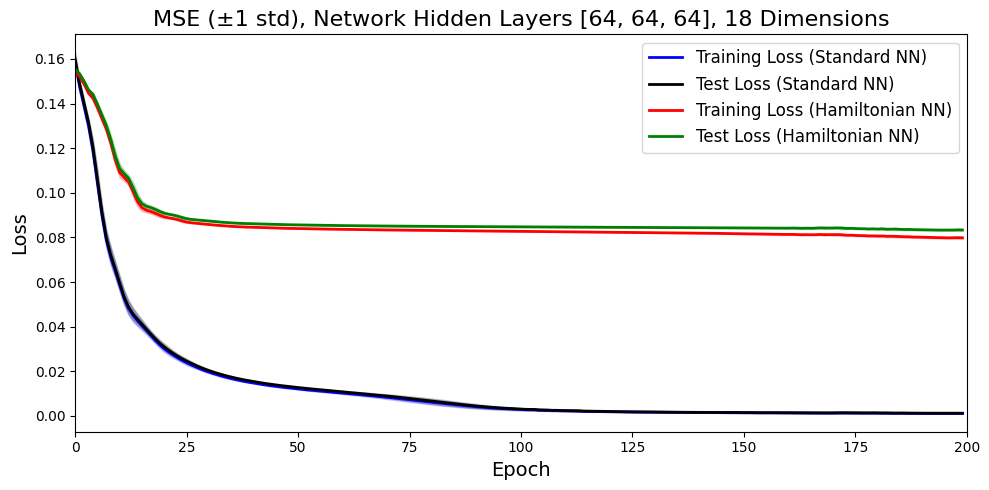 MSE (±1 std), Network Hidden Layers [64, 64, 64], 18 Dimensions
Training Loss (Standard NN)
Test Loss (Standard NN)
Training Loss (Hamiltonian NN)
Test Loss (Hamiltonian NN)
Loss
0.16
0.14
0.12
0.10
0.08
0.06
0.04
0.02
0.00
0 25 50 75 100 125 150 175 200
Epoch